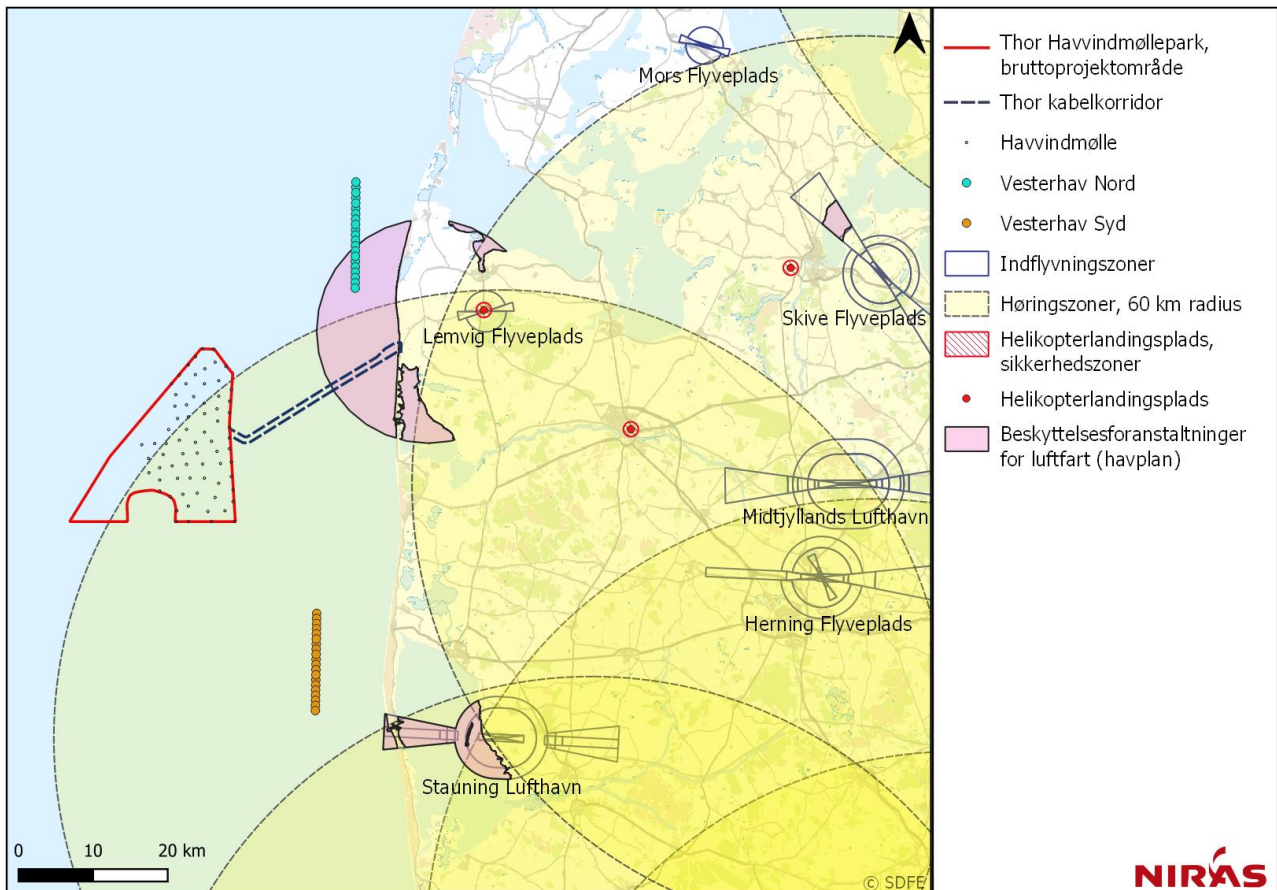 Mors Flyveplads
Lemvig Flyveplads
Skive Flyveplads
Midtjyllands Lufthavn
Herning Flyveplads
Stauning Lufthavn
0 10 20 km
© SDFE
Thor Havvindmøllepark,
bruttoprojektområde
Thor kabelkorridor
Havvindmølle
Vesterhav Nord
Vesterhav Syd
Indflyvningszoner
Høringszoner, 60 km radius
Helikopterlandingsplads,
sikkerhedszoner
Helikopterlandingsplads
Beskyttelsesforanstaltninger
for luftfart (havplan)
NIRAS